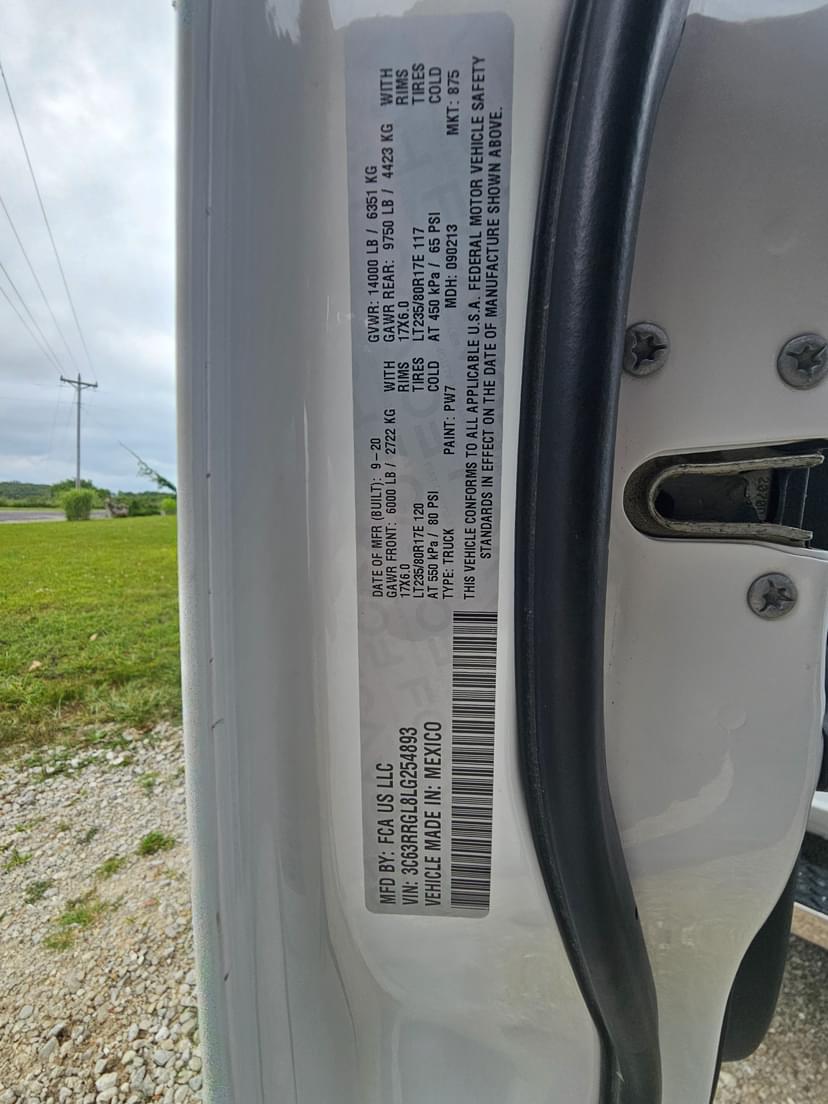 MFD BY: FCA US LLC
VIN: 3C63RRGL8LG254893
VEHICLE MADE IN: MEXICO
DATE OF MFR (BUILT): 9-20 GVWR: 14000 LB / 6351 KG
GAWR FRONT: 6000 LB / 2722 KG WITH GAWR REAR: 9750 LB / 4423 KG WITH
17X6.0 RIMS 17X6.0 RIMS
LT235/80R17E 120 TIRES LT235/80R17E 117 TIRES
AT 550 kPa / 80 PSI COLD AT 450 kPa / 65 PSI COLD
TYPE: TRUCK PAINT: PW7 MDH: 090213 MKT: 875
THIS VEHICLE CONFORMS TO ALL APPLICABLE U.S.A. FEDERAL MOTOR VEHICLE SAFETY
STANDARDS IN EFFECT ON THE DATE OF MANUFACTURE SHOWN ABOVE.